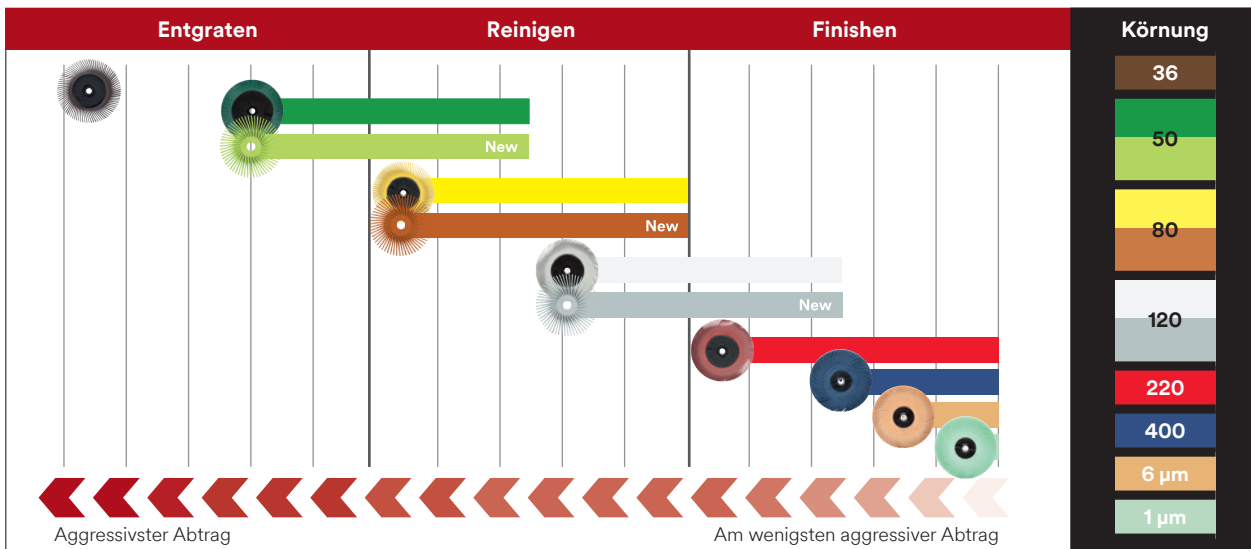 Entgraten
Reinigen
Finishen
Körnung
New
New
New
36
50
80
120
220
400
6 µm
1 µm
Aggressivster Abtrag
Am wenigsten aggressiver Abtrag